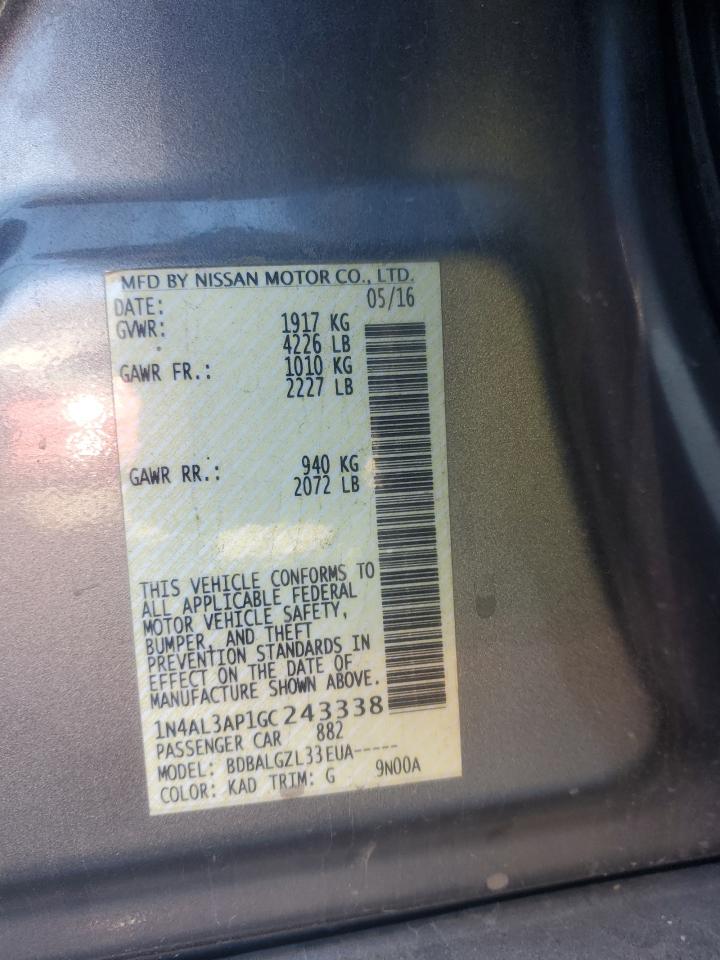 MFD BY NISSAN MOTOR CO., LTD.
DATE: 05/16
GVWR: 1917 KG
4226 LB
GAWR FR.: 1010 KG
2227 LB
GAWR RR.: 940 KG
2072 LB
THIS VEHICLE CONFORMS TO
ALL APPLICABLE FEDERAL
MOTOR VEHICLE SAFETY,
BUMPER, AND THEFT
PREVENTION STANDARDS IN
EFFECT ON THE DATE OF
MANUFACTURE SHOWN ABOVE.
1N4AL3AP1GC243338
PASSENGER CAR 882
MODEL: BDBALGZL33EUA-----
COLOR: KAD TRIM: G 9N00A